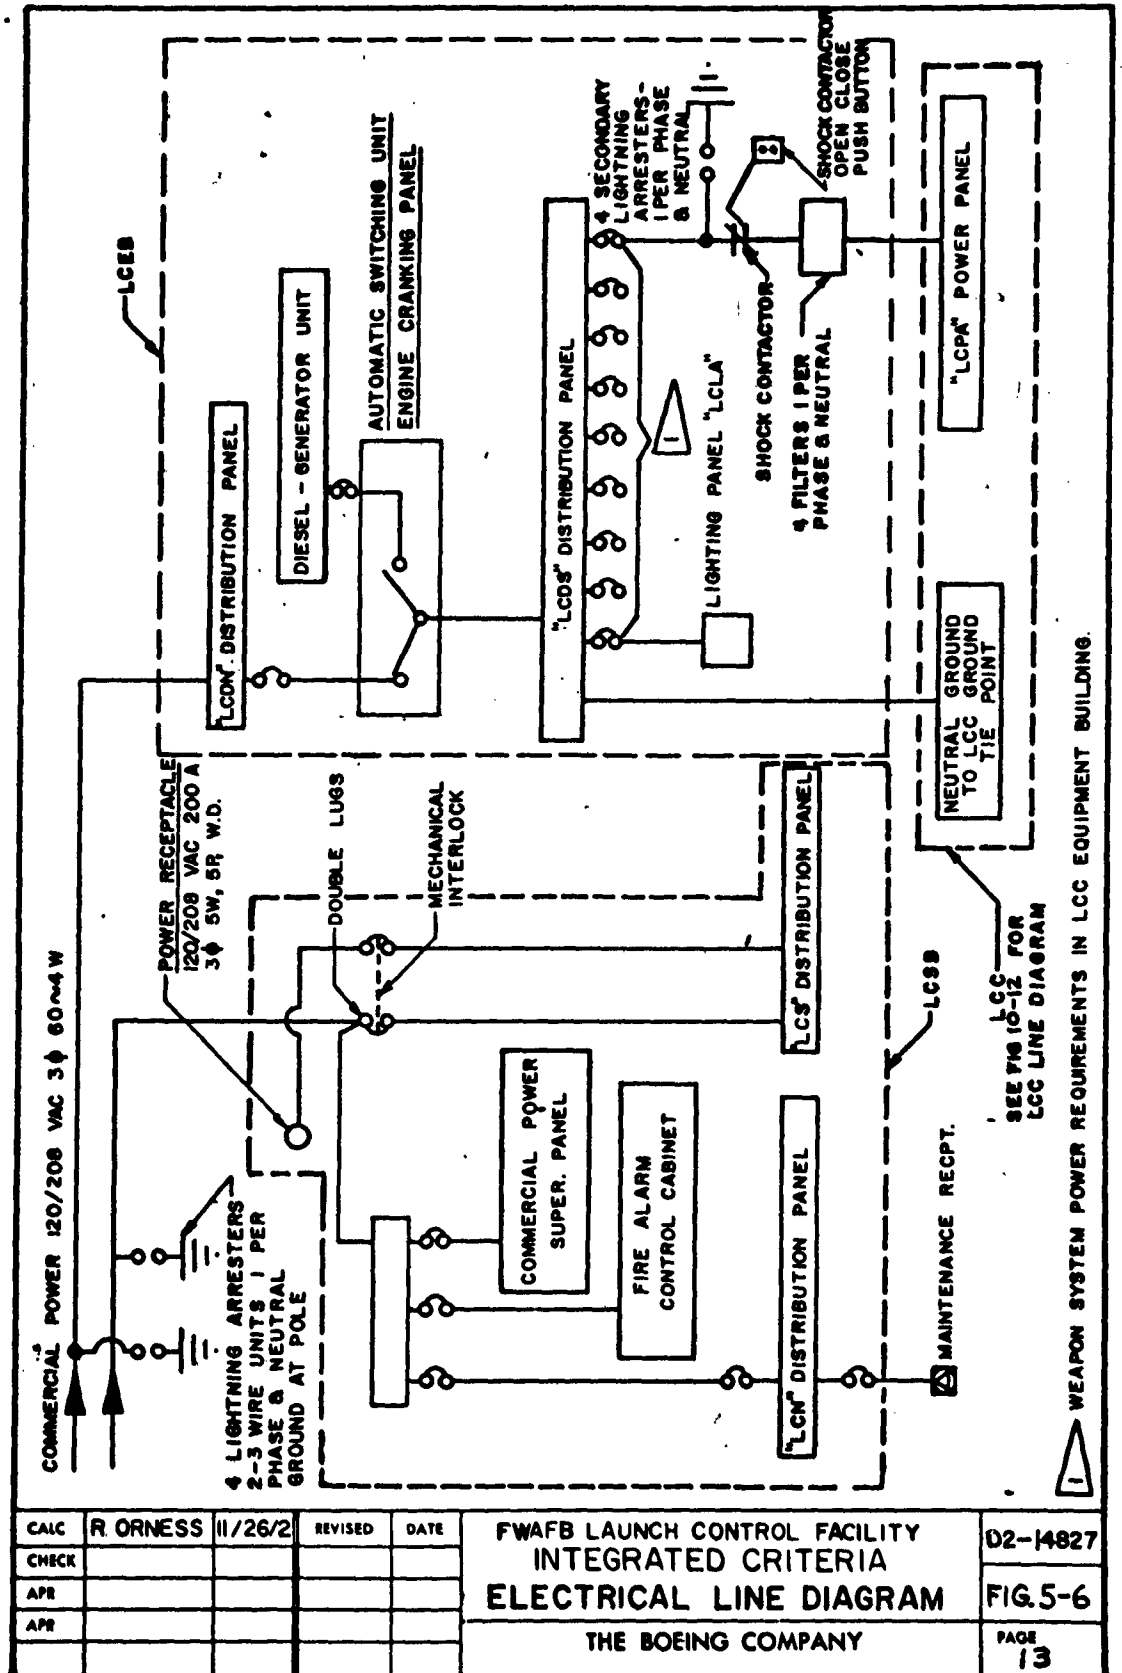 COMMERCIAL POWER 120/208 VAC 3ϕ 60~4W
4 LIGHTNING ARRESTERS
2-3 WIRE UNITS 1 PER
PHASE & NEUTRAL
GROUND AT POLE
POWER RECEPTACLE
120/208 VAC 200 A
3ϕ 5W, 5P, W.D.
DOUBLE LUGS
MECHANICAL
INTERLOCK
COMMERCIAL POWER
SUPER. PANEL
FIRE ALARM
CONTROL CABINET
"LCN" DISTRIBUTION PANEL
"LCS" DISTRIBUTION PANEL
MAINTENANCE RECPT.
LCSB
LCEB
"LCDN" DISTRIBUTION PANEL
DIESEL-GENERATOR UNIT
AUTOMATIC SWITCHING UNIT
ENGINE CRANKING PANEL
"LCDS" DISTRIBUTION PANEL
4 SECONDARY
LIGHTNING
ARRESTERS-
1 PER PHASE
& NEUTRAL
SHOCK CONTACTOR
OPEN CLOSE
PUSH BUTTON
1
LIGHTING PANEL "LCLA"
SHOCK CONTACTOR
4 FILTERS 1 PER
PHASE & NEUTRAL
"LCPA" POWER PANEL
NEUTRAL GROUND
TO LCC GROUND
TIE POINT
LCC
SEE FIG 10-12 FOR
LCC LINE DIAGRAM
1 WEAPON SYSTEM POWER REQUIREMENTS IN LCC EQUIPMENT BUILDING.
CALC R. ORNESS 11/26/2 REVISED DATE
CHECK
APR
APR
FWAFB LAUNCH CONTROL FACILITY
INTEGRATED CRITERIA
ELECTRICAL LINE DIAGRAM
THE BOEING COMPANY
D2-14827
FIG. 5-6
PAGE
13